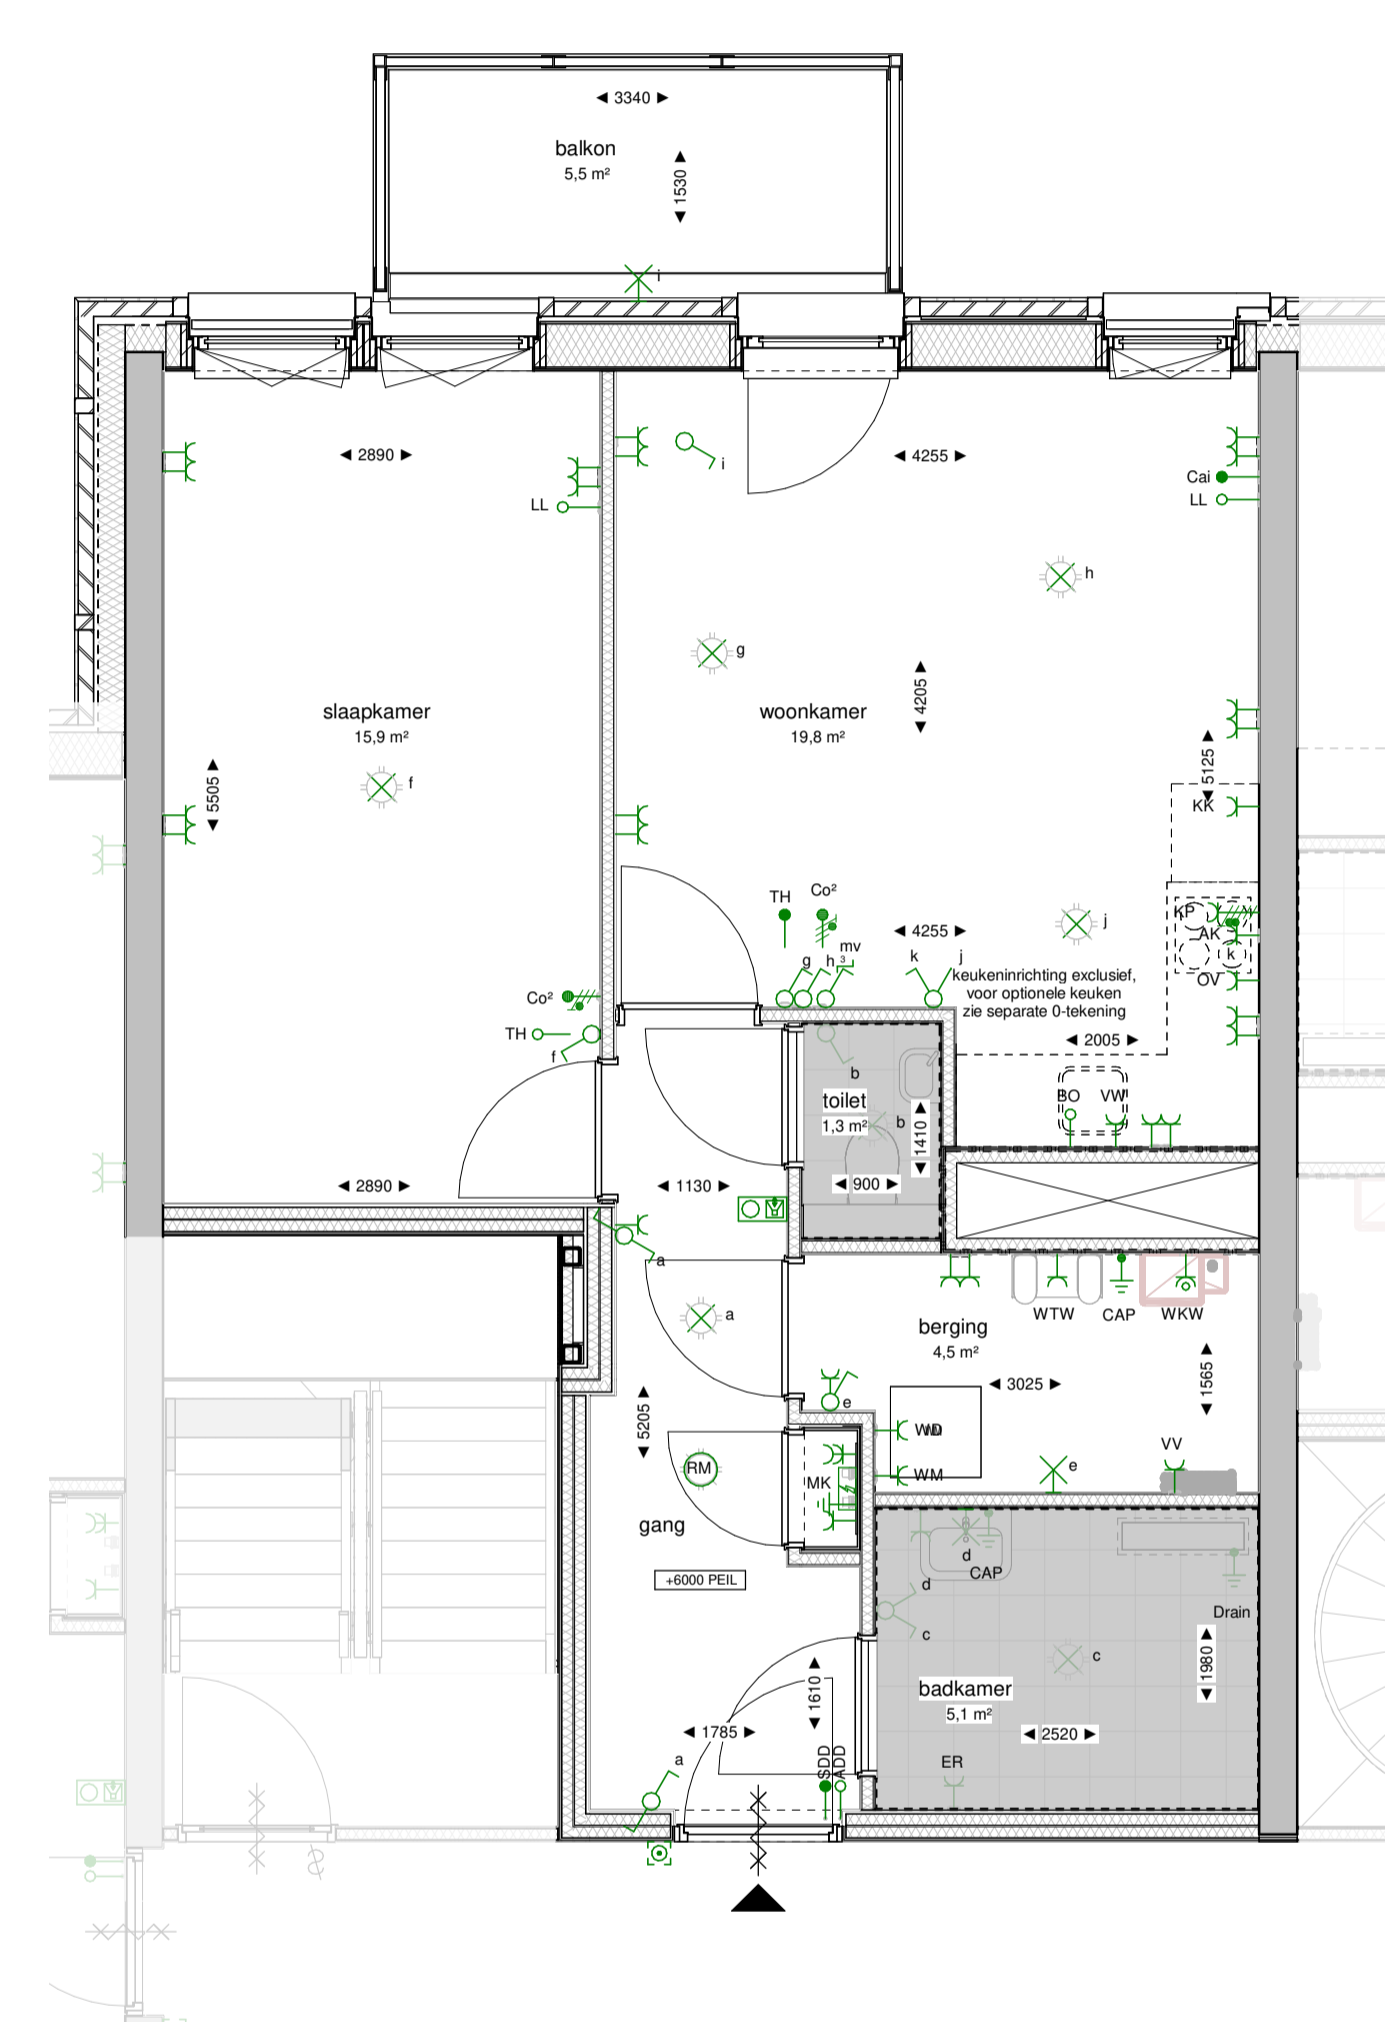 ◄ 3340 ►
balkon
5,5 m²
◄ 1530 ►
i
◄ 2890 ►
◄ 4255 ►
i
Cai
LL
LL
h
g
◄ 4205 ►
slaapkamer
15,9 m²
woonkamer
19,8 m²
◄ 5125 ►
◄ 5505 ►
f
KK
TH
Co²
KP
j
AK
◄ 4255 ►
mv
3
g
h
k
j
k
keukeninrichting exclusief,
voor optionele keuken
zie separate 0-tekening
OV
Co²
TH
f
◄ 2005 ►
b
toilet
1,3 m²
b
◄ 1410 ►
BO
VW
◄ 2890 ►
◄ 1130 ►
◄ 900 ►
a
a
WTW
CAP
WKW
berging
4,5 m²
◄ 3025 ►
◄ 1565 ►
e
◄ 5205 ►
WD
VV
RM
e
WM
MK
gang
d
CAP
+6000 PEIL
d
Drain
c
c
◄ 1980 ►
◄ 1610 ►
badkamer
5,1 m²
◄ 1785 ►
◄ 2520 ►
a
SDD
ADD
ER